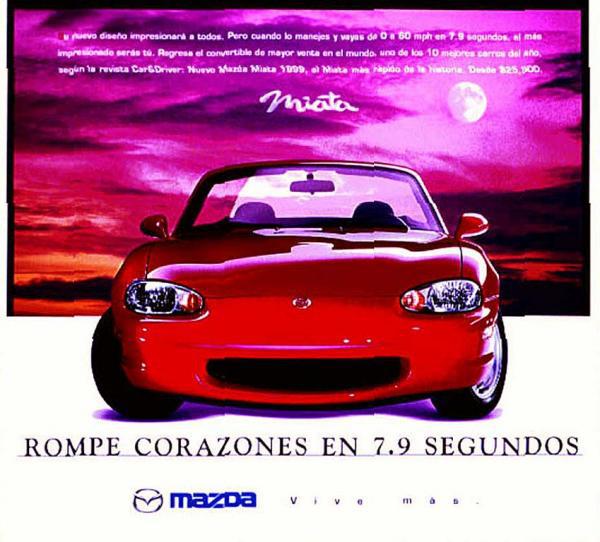 Su nuevo diseño impresionará a todos. Pero cuando lo manejes y vayas de 0 a 60 mph en 7.9 segundos, el más
impresionado serás tú. Regresa el convertible de mayor venta en el mundo, uno de los 10 mejores carros del año,
según la revista Car&Driver: Nuevo Mazda Miata 1999, el Miata más rápido de la historia. Desde
Miata
ROMPE CORAZONES EN 7.9 SEGUNDOS
mazda Vive más.